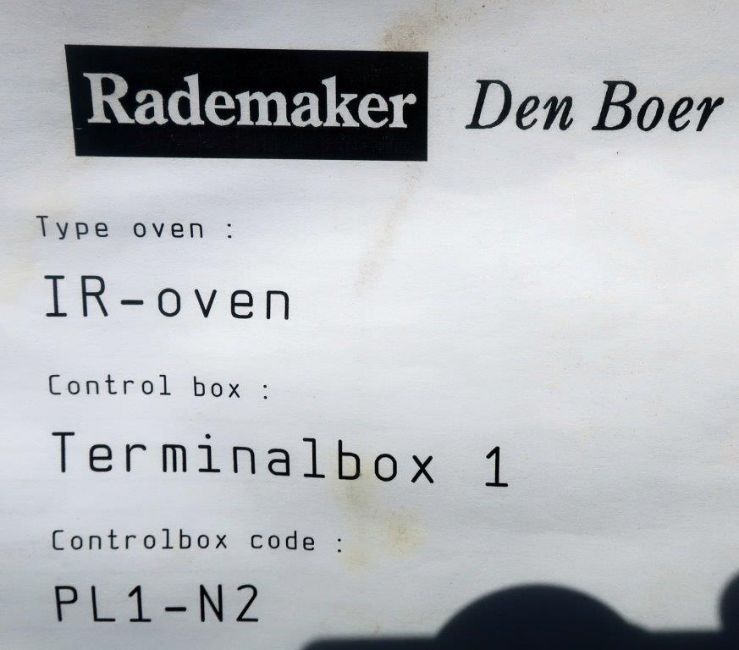 Rademaker Den Boer
Type oven :
IR-oven
Control box :
Terminalbox 1
Controlbox code :
PL1-N2